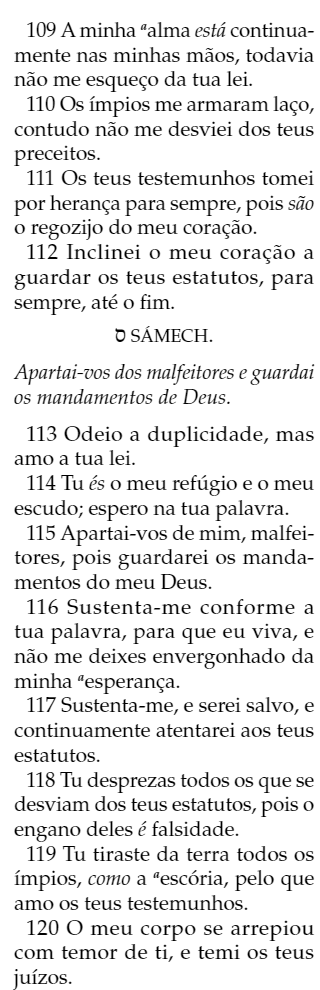 109 A minha ªalma está continua-
mente nas minhas mãos, todavia
não me esqueço da tua lei.
110 Os ímpios me armaram laço,
contudo não me desviei dos teus
preceitos.
111 Os teus testemunhos tomei
por herança para sempre, pois são
o regozijo do meu coração.
112 Inclinei o meu coração a
guardar os teus estatutos, para
sempre, até o fim.
ס SÁMECH.
Apartai-vos dos malfeitores e guardai
os mandamentos de Deus.
113 Odeio a duplicidade, mas
amo a tua lei.
114 Tu és o meu refúgio e o meu
escudo; espero na tua palavra.
115 Apartai-vos de mim, malfei-
tores, pois guardarei os manda-
mentos do meu Deus.
116 Sustenta-me conforme a
tua palavra, para que eu viva, e
não me deixes envergonhado da
minha ªesperança.
117 Sustenta-me, e serei salvo, e
continuamente atentarei aos teus
estatutos.
118 Tu desprezas todos os que se
desviam dos teus estatutos, pois o
engano deles é falsidade.
119 Tu tiraste da terra todos os
ímpios, como a ªescória, pelo que
amo os teus testemunhos.
120 O meu corpo se arrepiou
com temor de ti, e temi os teus
juízos.